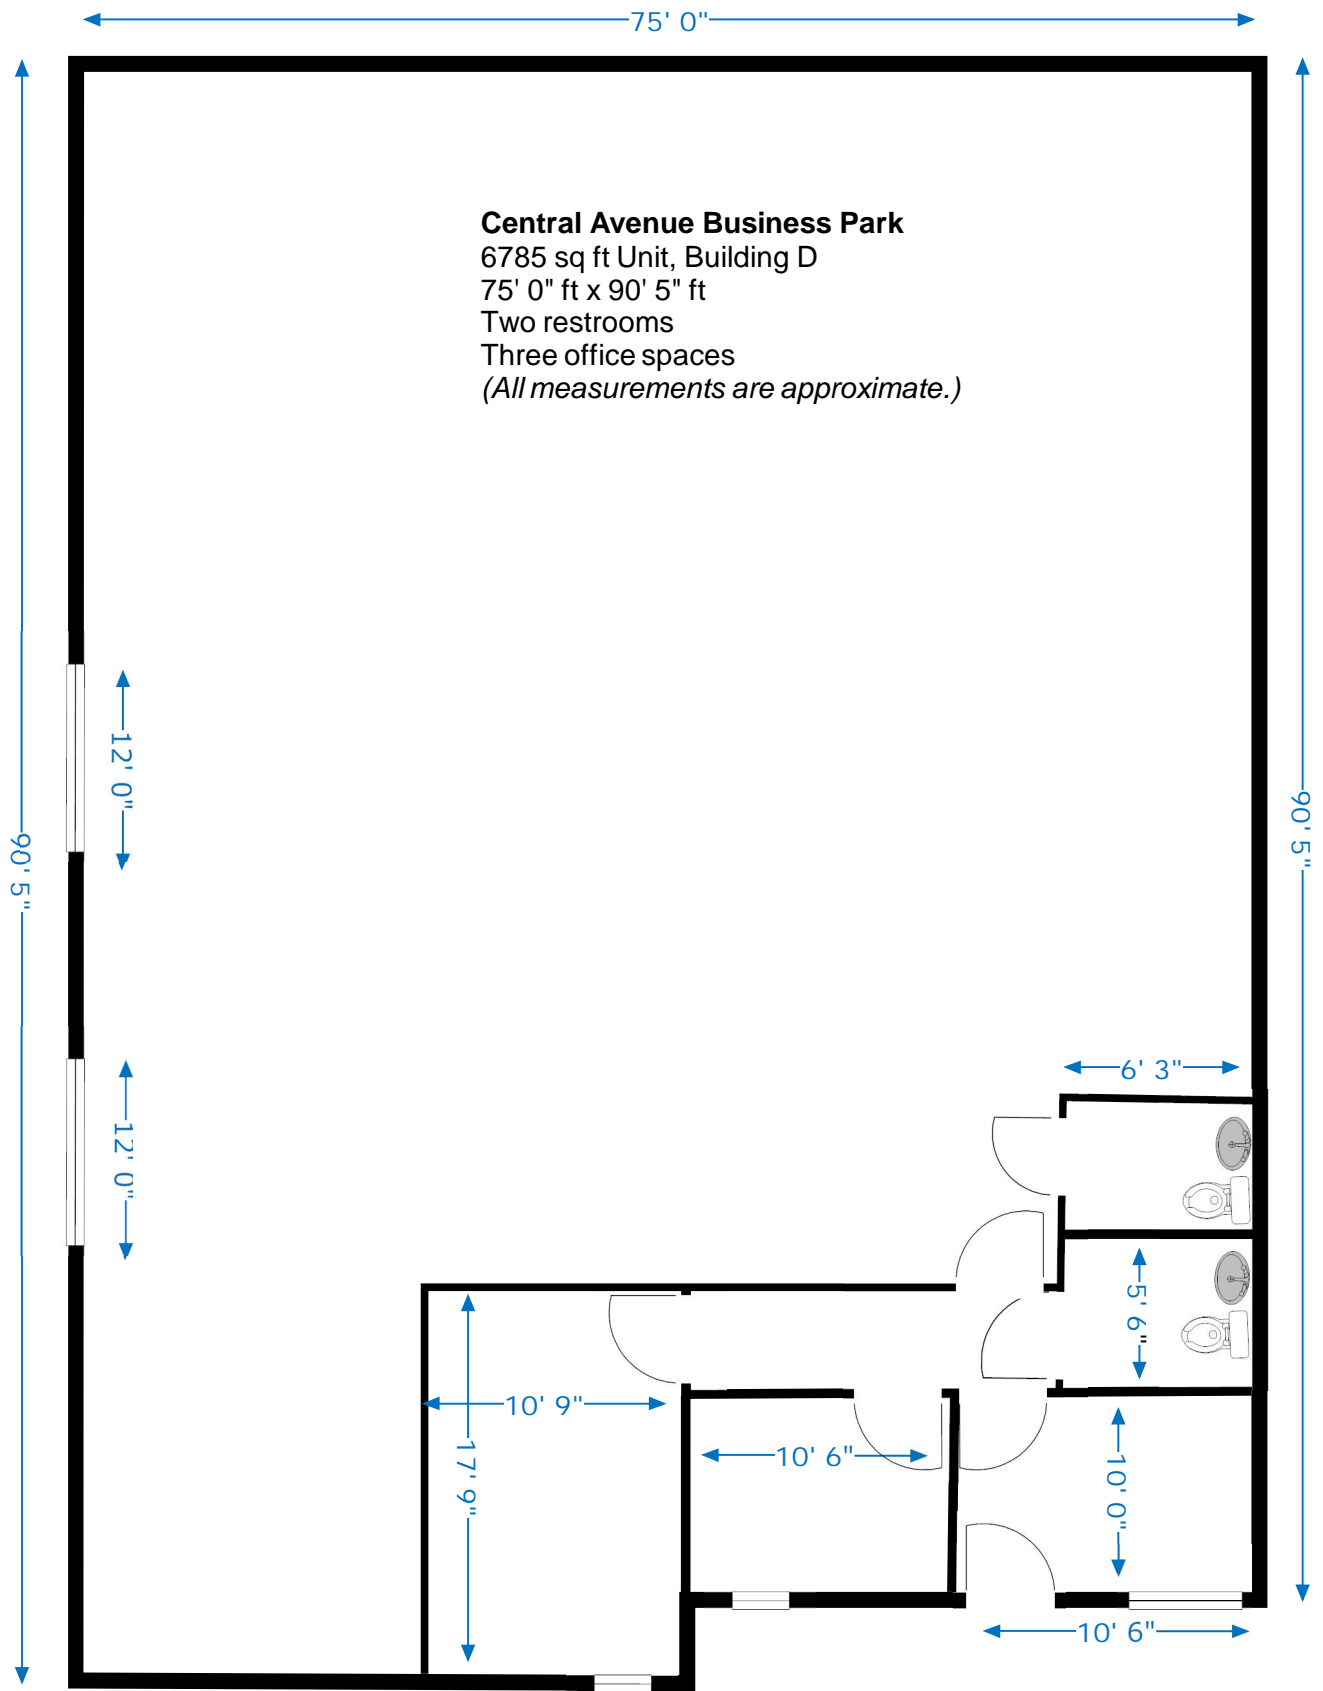 75' 0"
Central Avenue Business Park
6785 sq ft Unit, Building D
75' 0" ft x 90' 5" ft
Two restrooms
Three office spaces
(All measurements are approximate.)
12' 0"
90' 5"
90' 5"
6' 3"
12' 0"
5' 6"
10' 9"
10' 6"
17' 9"
10' 0"
10' 6"